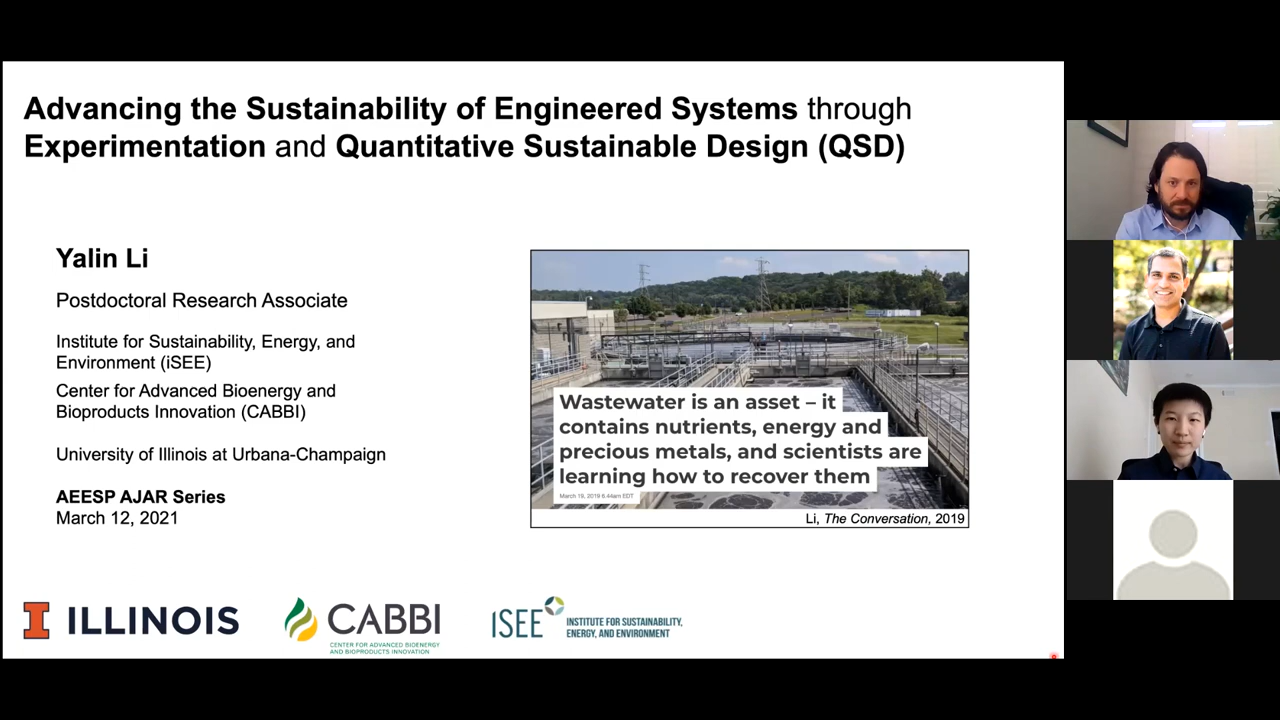 Advancing the Sustainability of Engineered Systems through
Experimentation and Quantitative Sustainable Design (QSD)
Yalin Li
Postdoctoral Research Associate
Institute for Sustainability, Energy, and
Environment (iSEE)
Center for Advanced Bioenergy and
Bioproducts Innovation (CABBI)
University of Illinois at Urbana-Champaign
AEESP AJAR Series
March 12, 2021
Wastewater is an asset – it
contains nutrients, energy and
precious metals, and scientists are
learning how to recover them
March 19, 2019 6.44am EDT
Li, The Conversation, 2019
I ILLINOIS
CABBI
CENTER FOR ADVANCED BIOENERGY
AND BIOPRODUCTS INNOVATION
ISEE
INSTITUTE FOR SUSTAINABILITY,
ENERGY, AND ENVIRONMENT